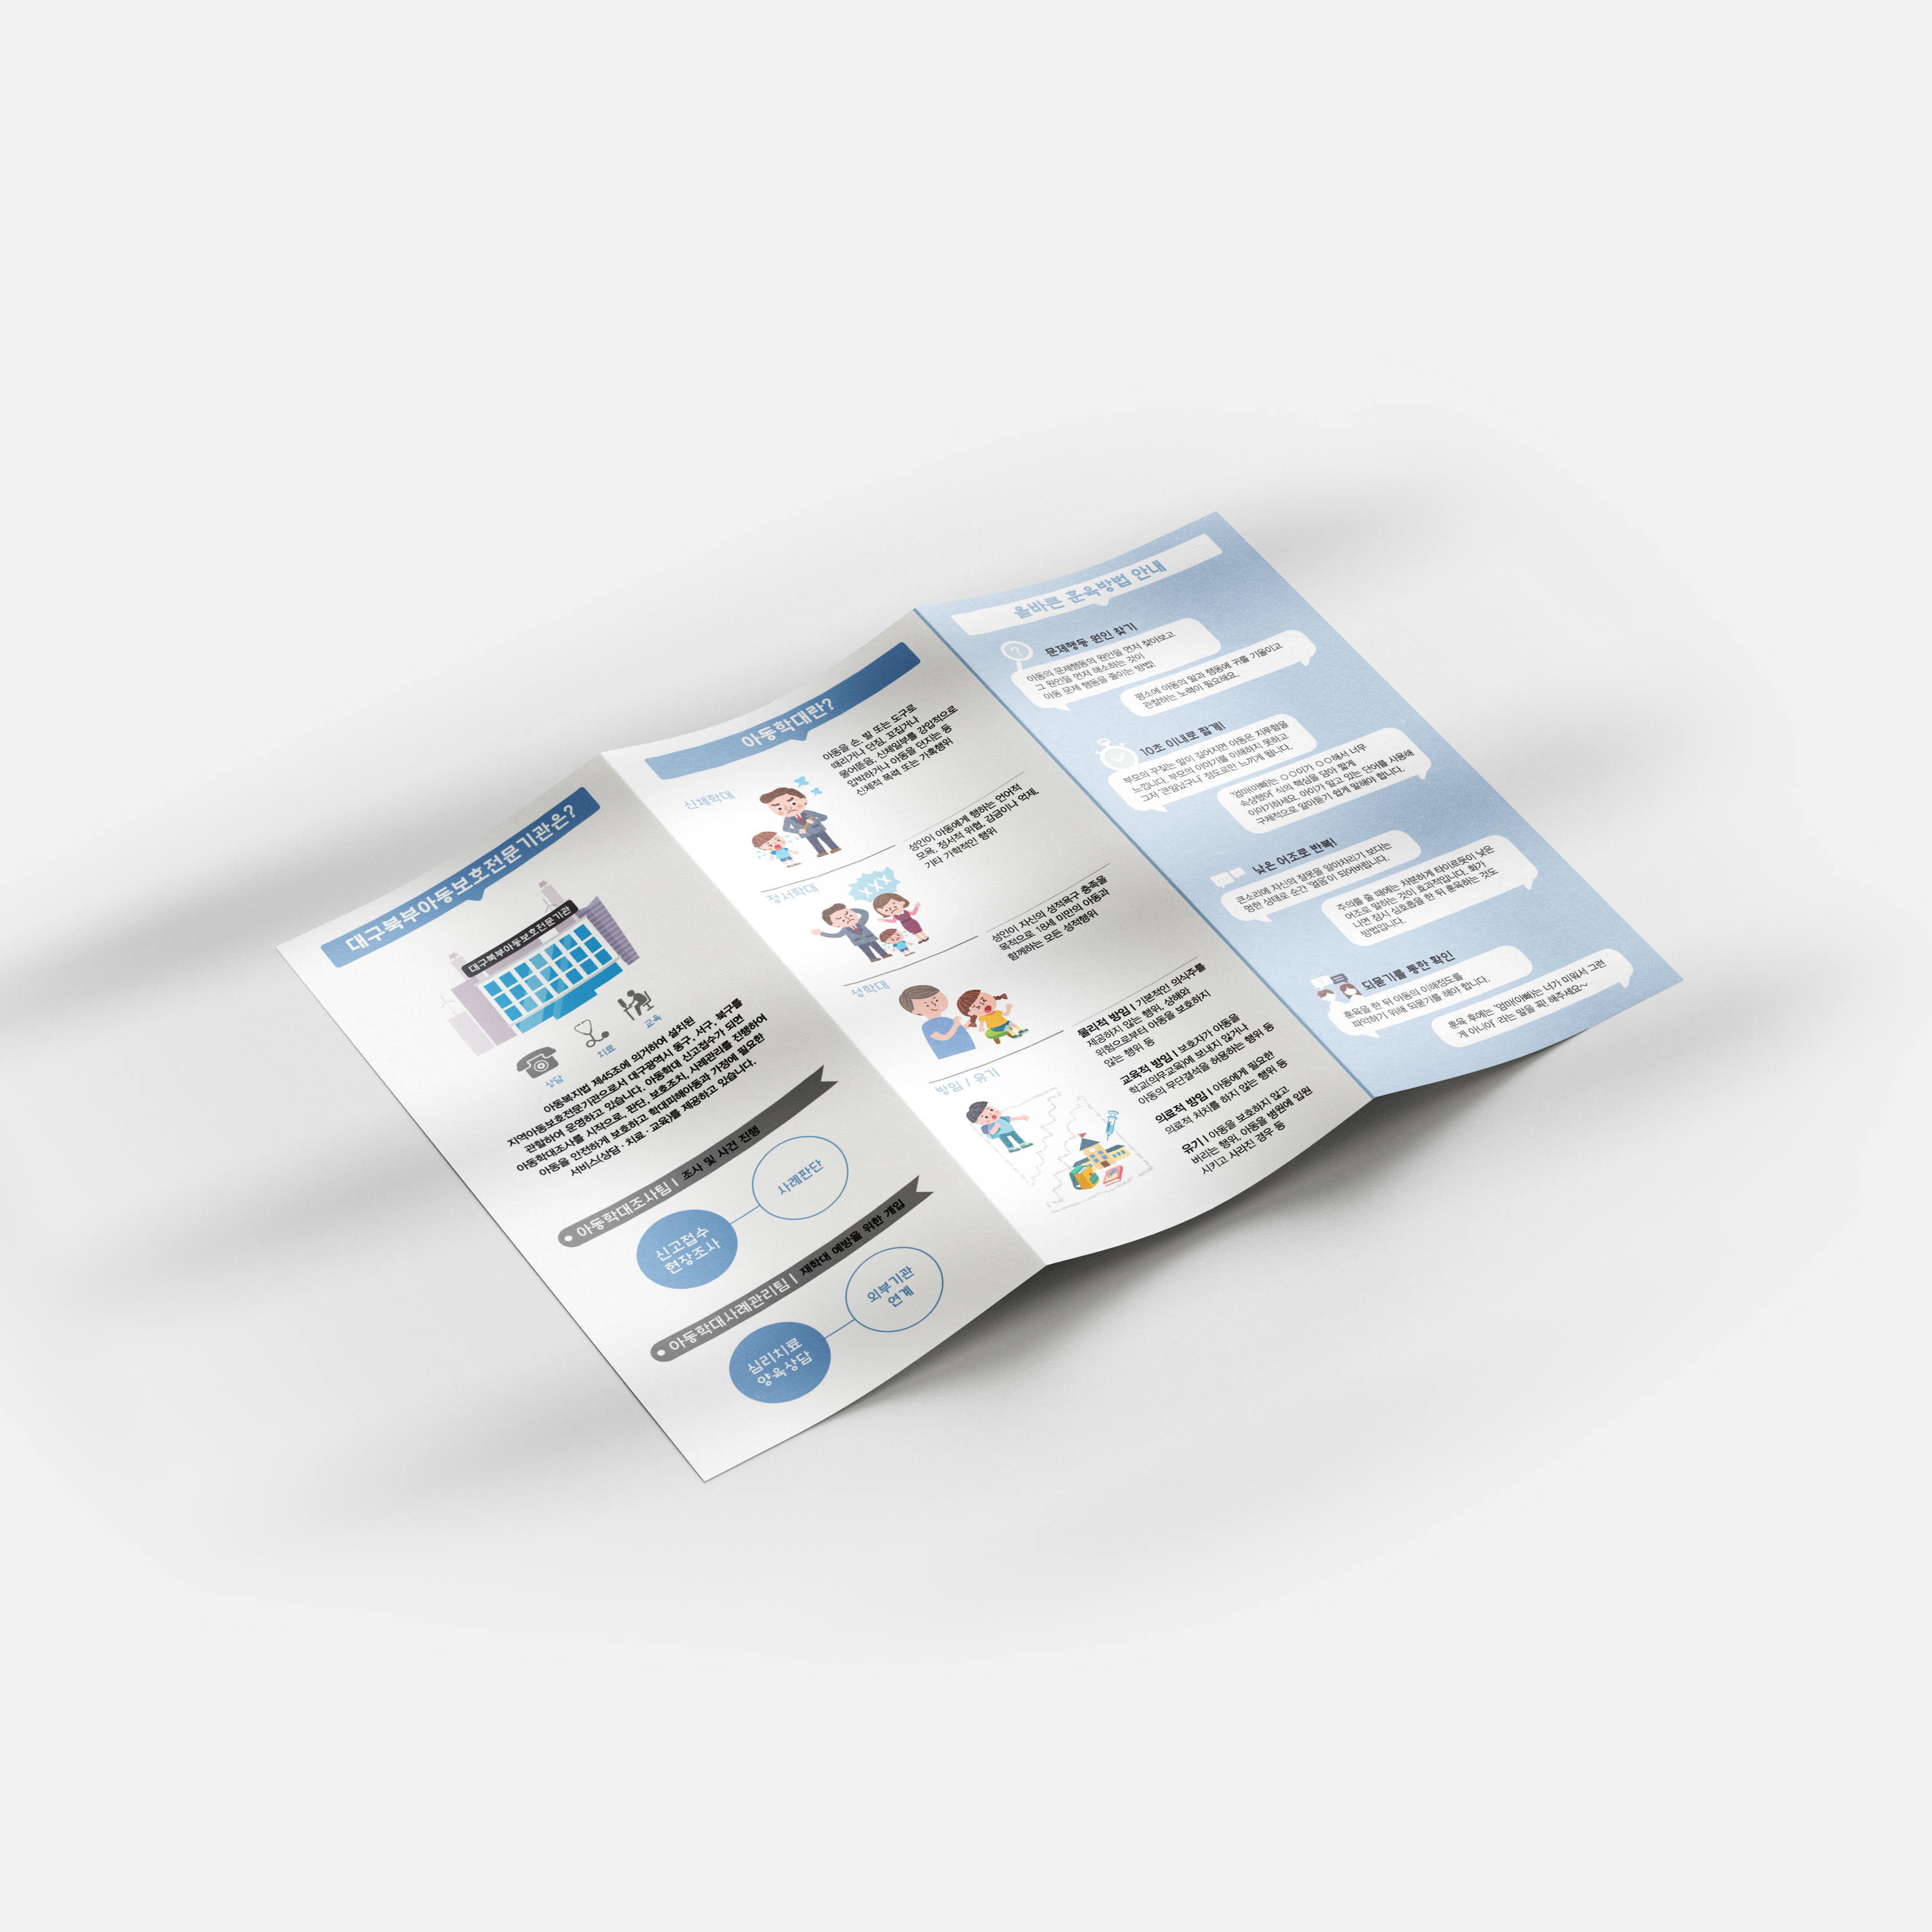 대구북부아동보호전문기관은?
대구북부아동보호전문기관
상담
치료
교육
아동복지법 제45조에 의거하여 설치된
지역아동보호전문기관으로서 대구광역시 동구, 서구, 북구를
관할하여 운영하고 있습니다. 아동학대 신고접수가 되면
아동학대조사를 시작으로, 판단, 보호조치, 사례관리를 진행하여
아동을 안전하게 보호하고 학대피해아동과 가정에 필요한
서비스(상담 · 치료 · 교육)를 제공하고 있습니다.
아동학대조사팀 | 조사 및 사건 진행
신고접수
현장조사
사례판단
아동학대사례관리팀 | 재학대 예방을 위한 개입
심리치료
양육상담
외부기관
연계
아동학대란?
신체학대
아동을 손, 발 또는 도구로
때리거나 던짐, 꼬집거나
물어뜯음, 신체일부를 강압적으로
압박하거나 아동을 던지는 등
신체적 폭력 또는 가혹행위
정서학대
XXX
성인이 아동에게 행하는 언어적
모욕, 정서적 위협, 감금이나 억제,
기타 가학적인 행위
성학대
성인이 자신의 성적욕구 충족을
목적으로 18세 미만의 아동과
함께하는 모든 성적행위
방임 / 유기
물리적 방임 | 기본적인 의식주를
제공하지 않는 행위, 상해와
위험으로부터 아동을 보호하지
않는 행위 등
교육적 방임 | 보호자가 아동을
학교(의무교육)에 보내지 않거나
아동의 무단결석을 허용하는 행위 등
의료적 방임 | 아동에게 필요한
의료적 처치를 하지 않는 행위 등
유기 | 아동을 보호하지 않고
버리는 행위, 아동을 병원에 입원
시키고 사라진 경우 등
올바른 훈육방법 안내
?
문제행동 원인 찾기
아동의 문제행동의 원인을 먼저 찾아보고
그 원인을 먼저 해소하는 것이
아동 문제 행동을 줄이는 방법!
평소에 아동의 말과 행동에 귀를 기울이고
관찰하는 노력이 필요해요.
10초 이내로 짧게!
부모의 꾸짖는 말이 길어지면 아동은 지루함을
느낍니다. 부모의 이야기를 이해하지 못하고
그저 '큰일났구나' 정도로만 느끼게 됩니다.
'엄마(아빠)는 ○○이가 ○○해서 너무
속상했어' 식의 핵심을 담아 짧게
이야기하세요. 아이가 알고 있는 단어를 사용해
구체적으로 알아듣기 쉽게 말해야 합니다.
낮은 어조로 반복!
큰소리에 자신의 잘못을 알아차리기 보다는
멍한 상태로 순간 '얼음'이 되어버립니다.
주의를 줄 때에는 차분하게 타이르듯이 낮은
어조로 말하는 것이 효과적입니다. 화가
나면 잠시 심호흡을 한 뒤 훈육하는 것도
방법입니다.
되묻기를 통한 확인
훈육을 한 뒤 아동의 이해정도를
파악하기 위해 되묻기를 해야 합니다.
훈육 후에는 '엄마(아빠)는 너가 미워서 그런
게 아니야' 라는 말을 꼭! 해주세요~